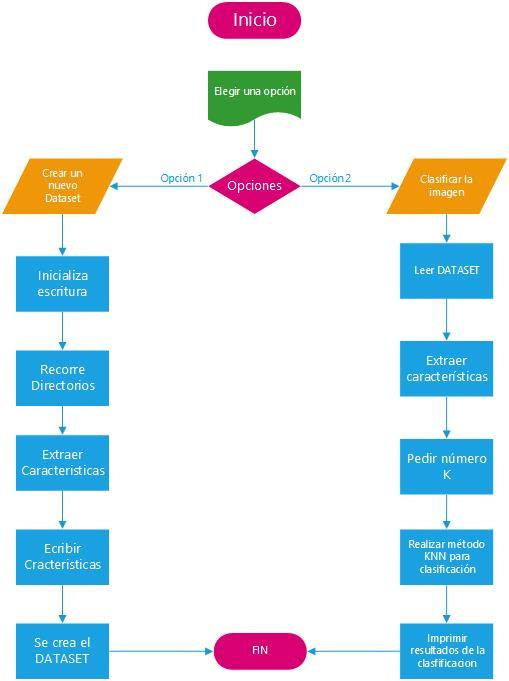 Inicio
Elegir una opción
Opciones
Opción 1
Opción 2
Crear un
nuevo
Dataset
Inicializa
escritura
Recorre
Directorios
Extraer
Caracteristicas
Ecribir
Cracteristicas
Se crea el
DATASET
Clasificar la
imagen
Leer DATASET
Extraer
características
Pedir número
K
Realizar método
KNN para
clasificación
Imprimir
resultados de la
clasfificacion
FIN